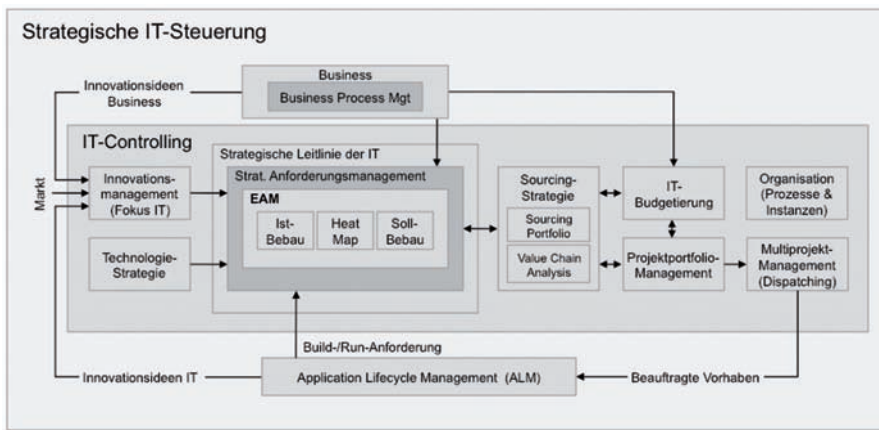 Strategische IT-Steuerung
Business
Business Process Mgt
Innovationsideen
Business
IT-Controlling
Strategische Leitlinie der IT
Markt
Innovations-
management
(Fokus IT)
Strat. Anforderungsmanagement
EAM
Ist-
Bebau
Heat
Map
Soll-
Bebau
Technologie-
Strategie
Sourcing-
Strategie
Sourcing
Portfolio
Value Chain
Analysis
IT-
Budgetierung
Projektportfolio-
Management
Organisation
(Prozesse &
Instanzen)
Multiprojekt-
Management
(Dispatching)
Build-/Run-Anforderung
Innovationsideen IT
Application Lifecycle Management (ALM)
Beauftragte Vorhaben